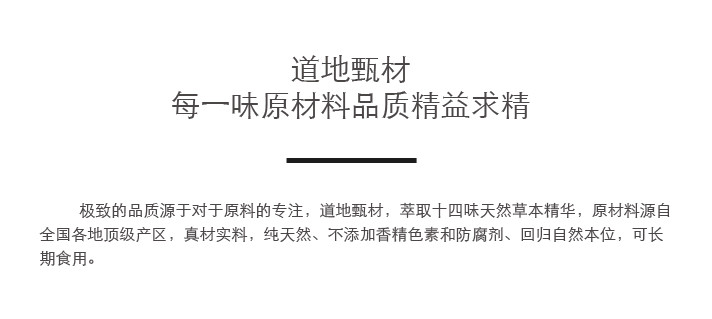 道地甄材
每一味原材料品质精益求精
极致的品质源于对于原料的专注，道地甄材，萃取十四味天然草本精华，原材料源自
全国各地顶级产区，真材实料，纯天然、不添加香精色素和防腐剂、回归自然本位，可长
期食用。